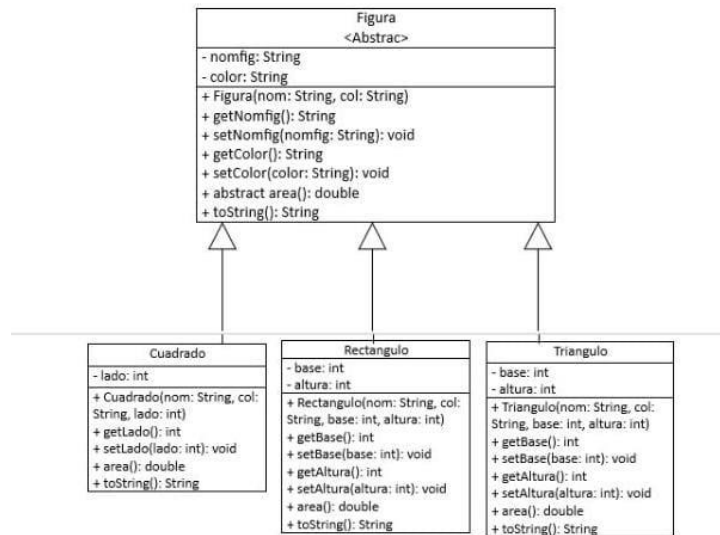 Figura
<Abstrac>
- nomfig: String
- color: String
+ Figura(nom: String, col: String)
+ getNomfig(): String
+ setNomfig(nomfig: String): void
+ getColor(): String
+ setColor(color: String): void
+ abstract area(): double
+ toString(): String
Cuadrado
- lado: int
+ Cuadrado(nom: String, col:
String, lado: int)
+ getLado(): int
+ setLado(lado: int): void
+ area(): double
+ toString(): String
Rectangulo
- base: int
- altura: int
+ Rectangulo(nom: String, col:
String, base: int, altura: int)
+ getBase(): int
+ setBase(base: int): void
+ getAltura(): int
+ setAltura(altura: int): void
+ area(): double
+ toString(): String
Triangulo
- base: int
- altura: int
+ Triangulo(nom: String, col:
String, base: int, altura: int)
+ getBase(): int
+ setBase(base: int): void
+ getAltura(): int
+ setAltura(altura: int): void
+ area(): double
+ toString(): String